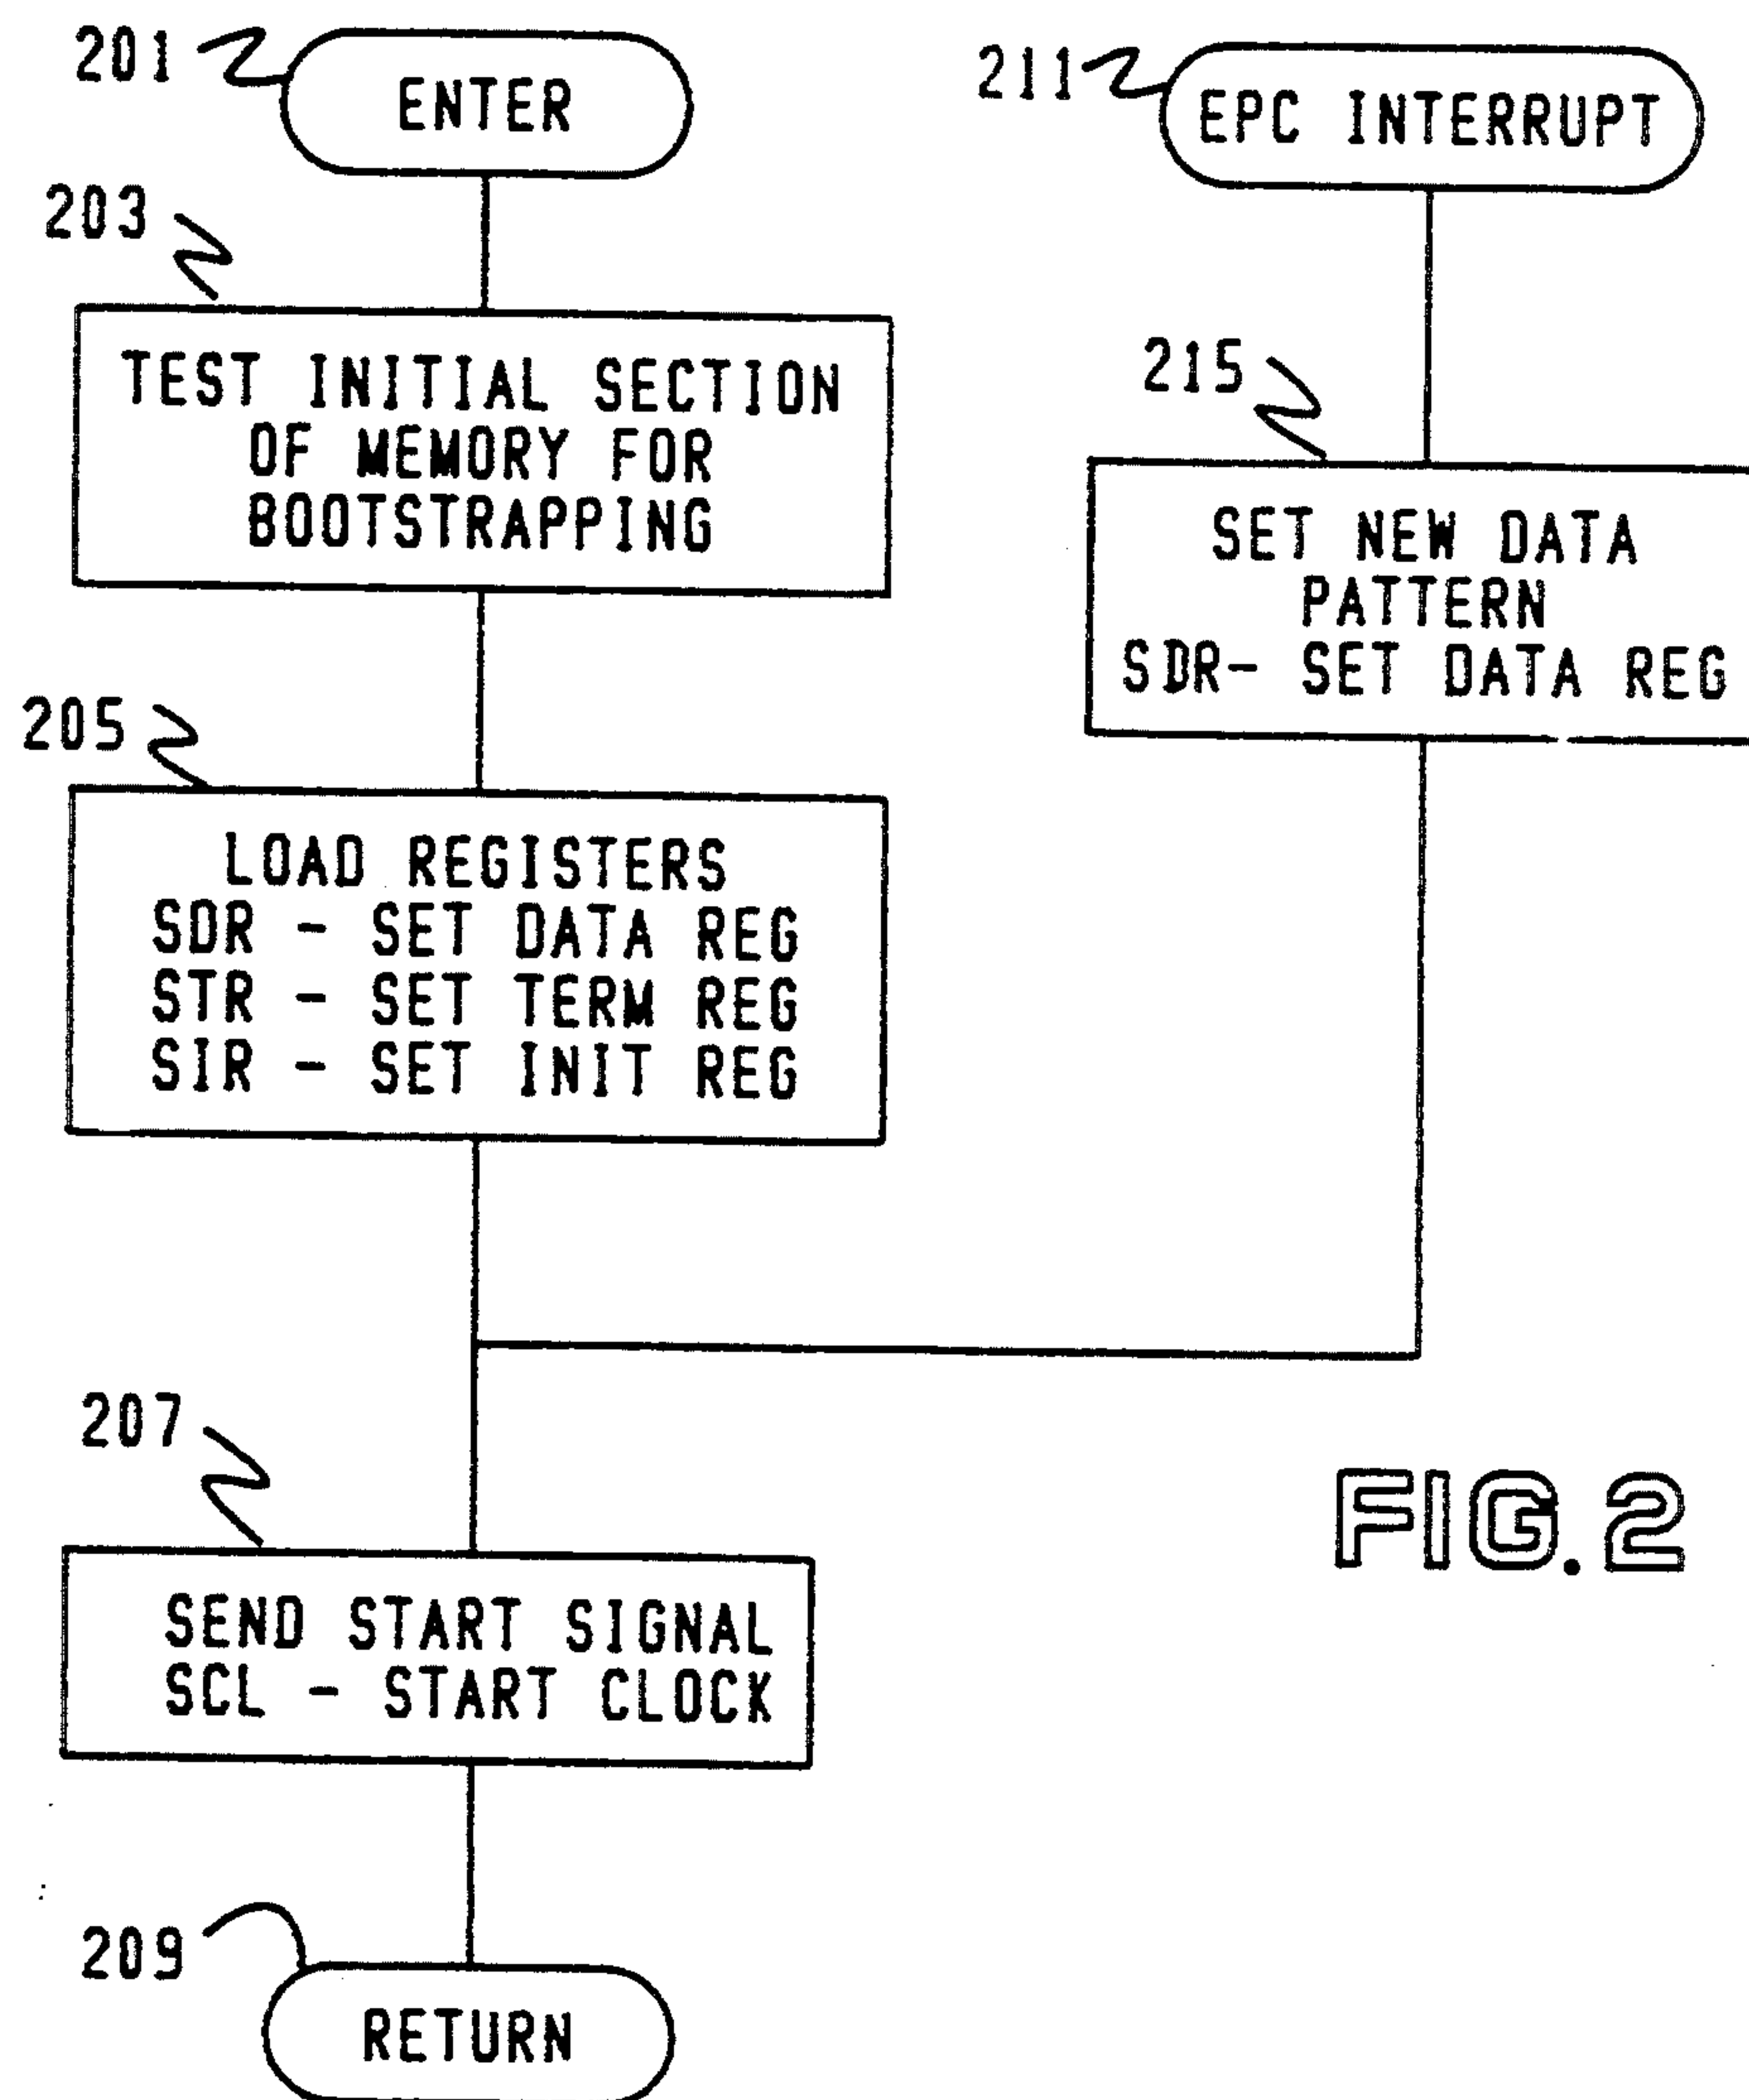 201
ENTER
203
TEST INITIAL SECTION
OF MEMORY FOR
BOOTSTRAPPING
205
LOAD REGISTERS
SDR - SET DATA REG
STR - SET TERM REG
SIR - SET INIT REG
207
SEND START SIGNAL
SCL - START CLOCK
209
RETURN
211
EPC INTERRUPT
215
SET NEW DATA
PATTERN
SDR- SET DATA REG
FIG. 2